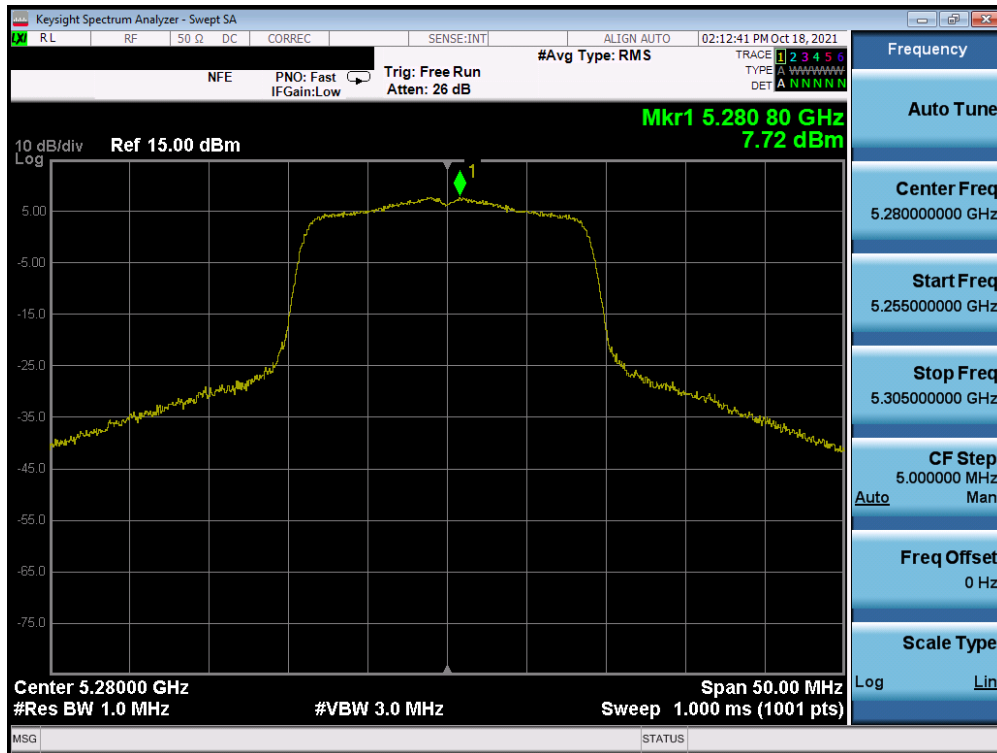 Keysight Spectrum Analyzer - Swept SA
LXI RL RF 50 Ω DC CORREC SENSE:INT ALIGN AUTO 02:12:41 PM Oct 18, 2021
NFE PNO: Fast IFGain:Low Trig: Free Run Atten: 26 dB #Avg Type: RMS
TRACE 1 2 3 4 5 6
TYPE A WWWWW
DET A N N N N N
Mkr1 5.280 80 GHz
7.72 dBm
10 dB/div Ref 15.00 dBm
Log
1
5.00
-5.00
-15.0
-25.0
-35.0
-45.0
-55.0
-65.0
-75.0
Center 5.28000 GHz Span 50.00 MHz
#Res BW 1.0 MHz #VBW 3.0 MHz Sweep 1.000 ms (1001 pts)
MSG STATUS
Frequency
Auto Tune
Center Freq
5.280000000 GHz
Start Freq
5.255000000 GHz
Stop Freq
5.305000000 GHz
CF Step
5.000000 MHz
Auto Man
Freq Offset
0 Hz
Scale Type
Log Lin